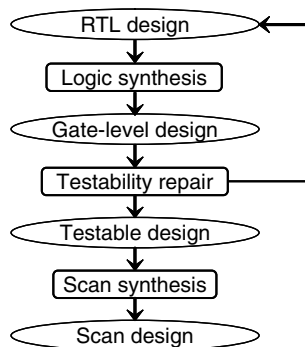 RTL design
Logic synthesis
Gate-level design
Testability repair
Testable design
Scan synthesis
Scan design